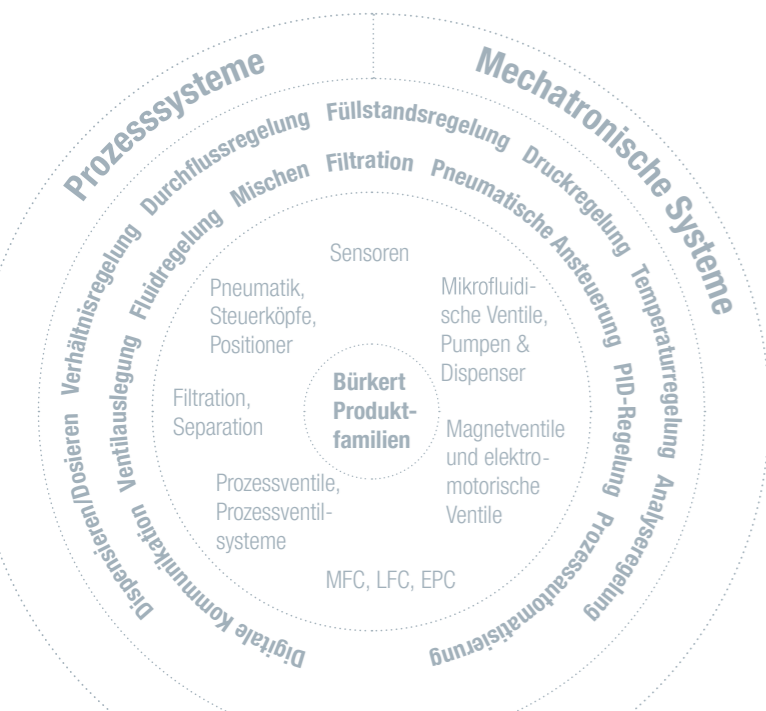 Prozesssysteme
Mechatronische Systeme
Dispensieren/Dosieren
Verhältnisregelung
Durchflussregelung
Füllstandsregelung
Druckregelung
Temperaturregelung
Analyseregelung
Digitale Kommunikation
Ventilauslegung
Fluidregelung
Mischen
Filtration
Pneumatische Ansteuerung
PID-Regelung
Prozessautomatisierung
Sensoren
Pneumatik,
Steuerköpfe,
Positioner
Mikrofluidi-
sche Ventile,
Pumpen &
Dispenser
Filtration,
Separation
Bürkert
Produkt-
familien
Magnetventile
und elektro-
motorische
Ventile
Prozessventile,
Prozessventil-
systeme
MFC, LFC, EPC